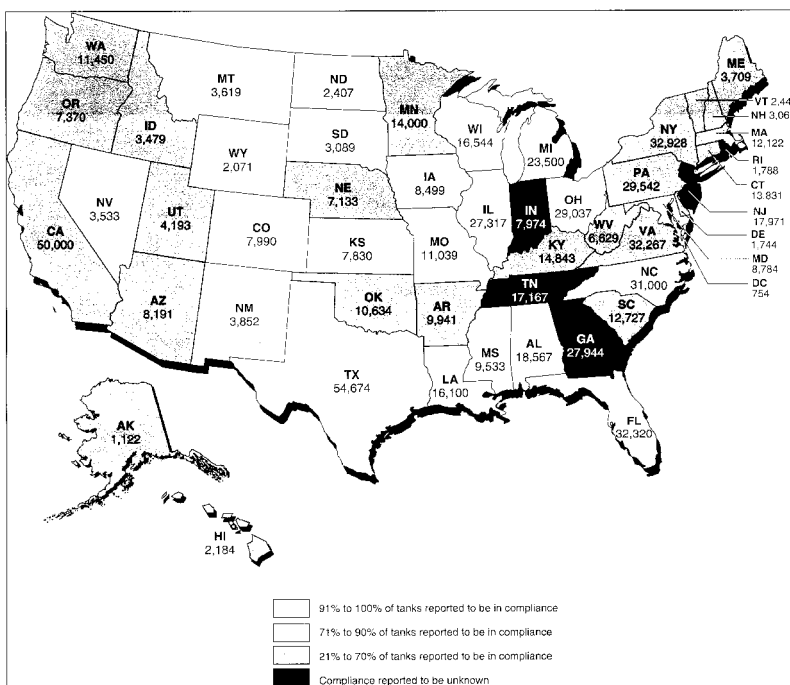 WA
11,450
MT
3,619
ND
2,407
MN
14,000
ME
3,709
OR
7,370
ID
3,479
WY
2,071
SD
3,089
WI
16,544
MI
23,500
NY
32,928
VT 2,44
NH 3,06
MA
12,122
RI
1,788
CT
13,831
NJ
17,971
DE
1,744
MD
8,784
DC
754
NV
3,533
UT
4,193
CO
7,990
NE
7,133
IA
8,499
IL
27,317
IN
7,974
OH
29,037
PA
29,542
WV
6,629
VA
32,267
CA
50,000
KS
7,830
MO
11,039
KY
14,843
NC
31,000
TN
17,167
SC
12,727
AZ
8,191
NM
3,852
OK
10,634
AR
9,941
MS
9,533
AL
18,567
GA
27,944
TX
54,674
LA
16,100
FL
32,320
AK
1,122
HI
2,184
91% to 100% of tanks reported to be in compliance
71% to 90% of tanks reported to be in compliance
21% to 70% of tanks reported to be in compliance
Compliance reported to be unknown